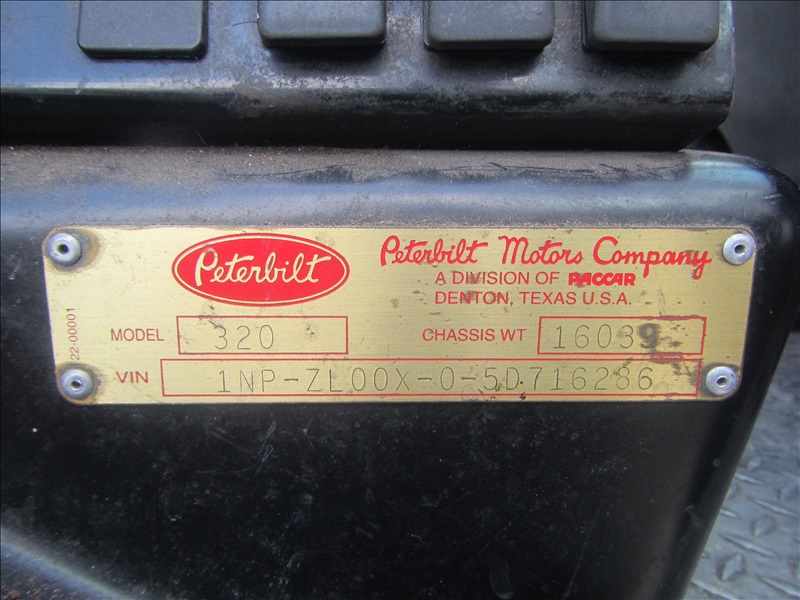 Peterbilt
Peterbilt Motors Company
A DIVISION OF PACCAR
DENTON, TEXAS U.S.A.
22-00001
MODEL 320
CHASSIS WT 16039
VIN 1NP-ZL00X-0-5D716286